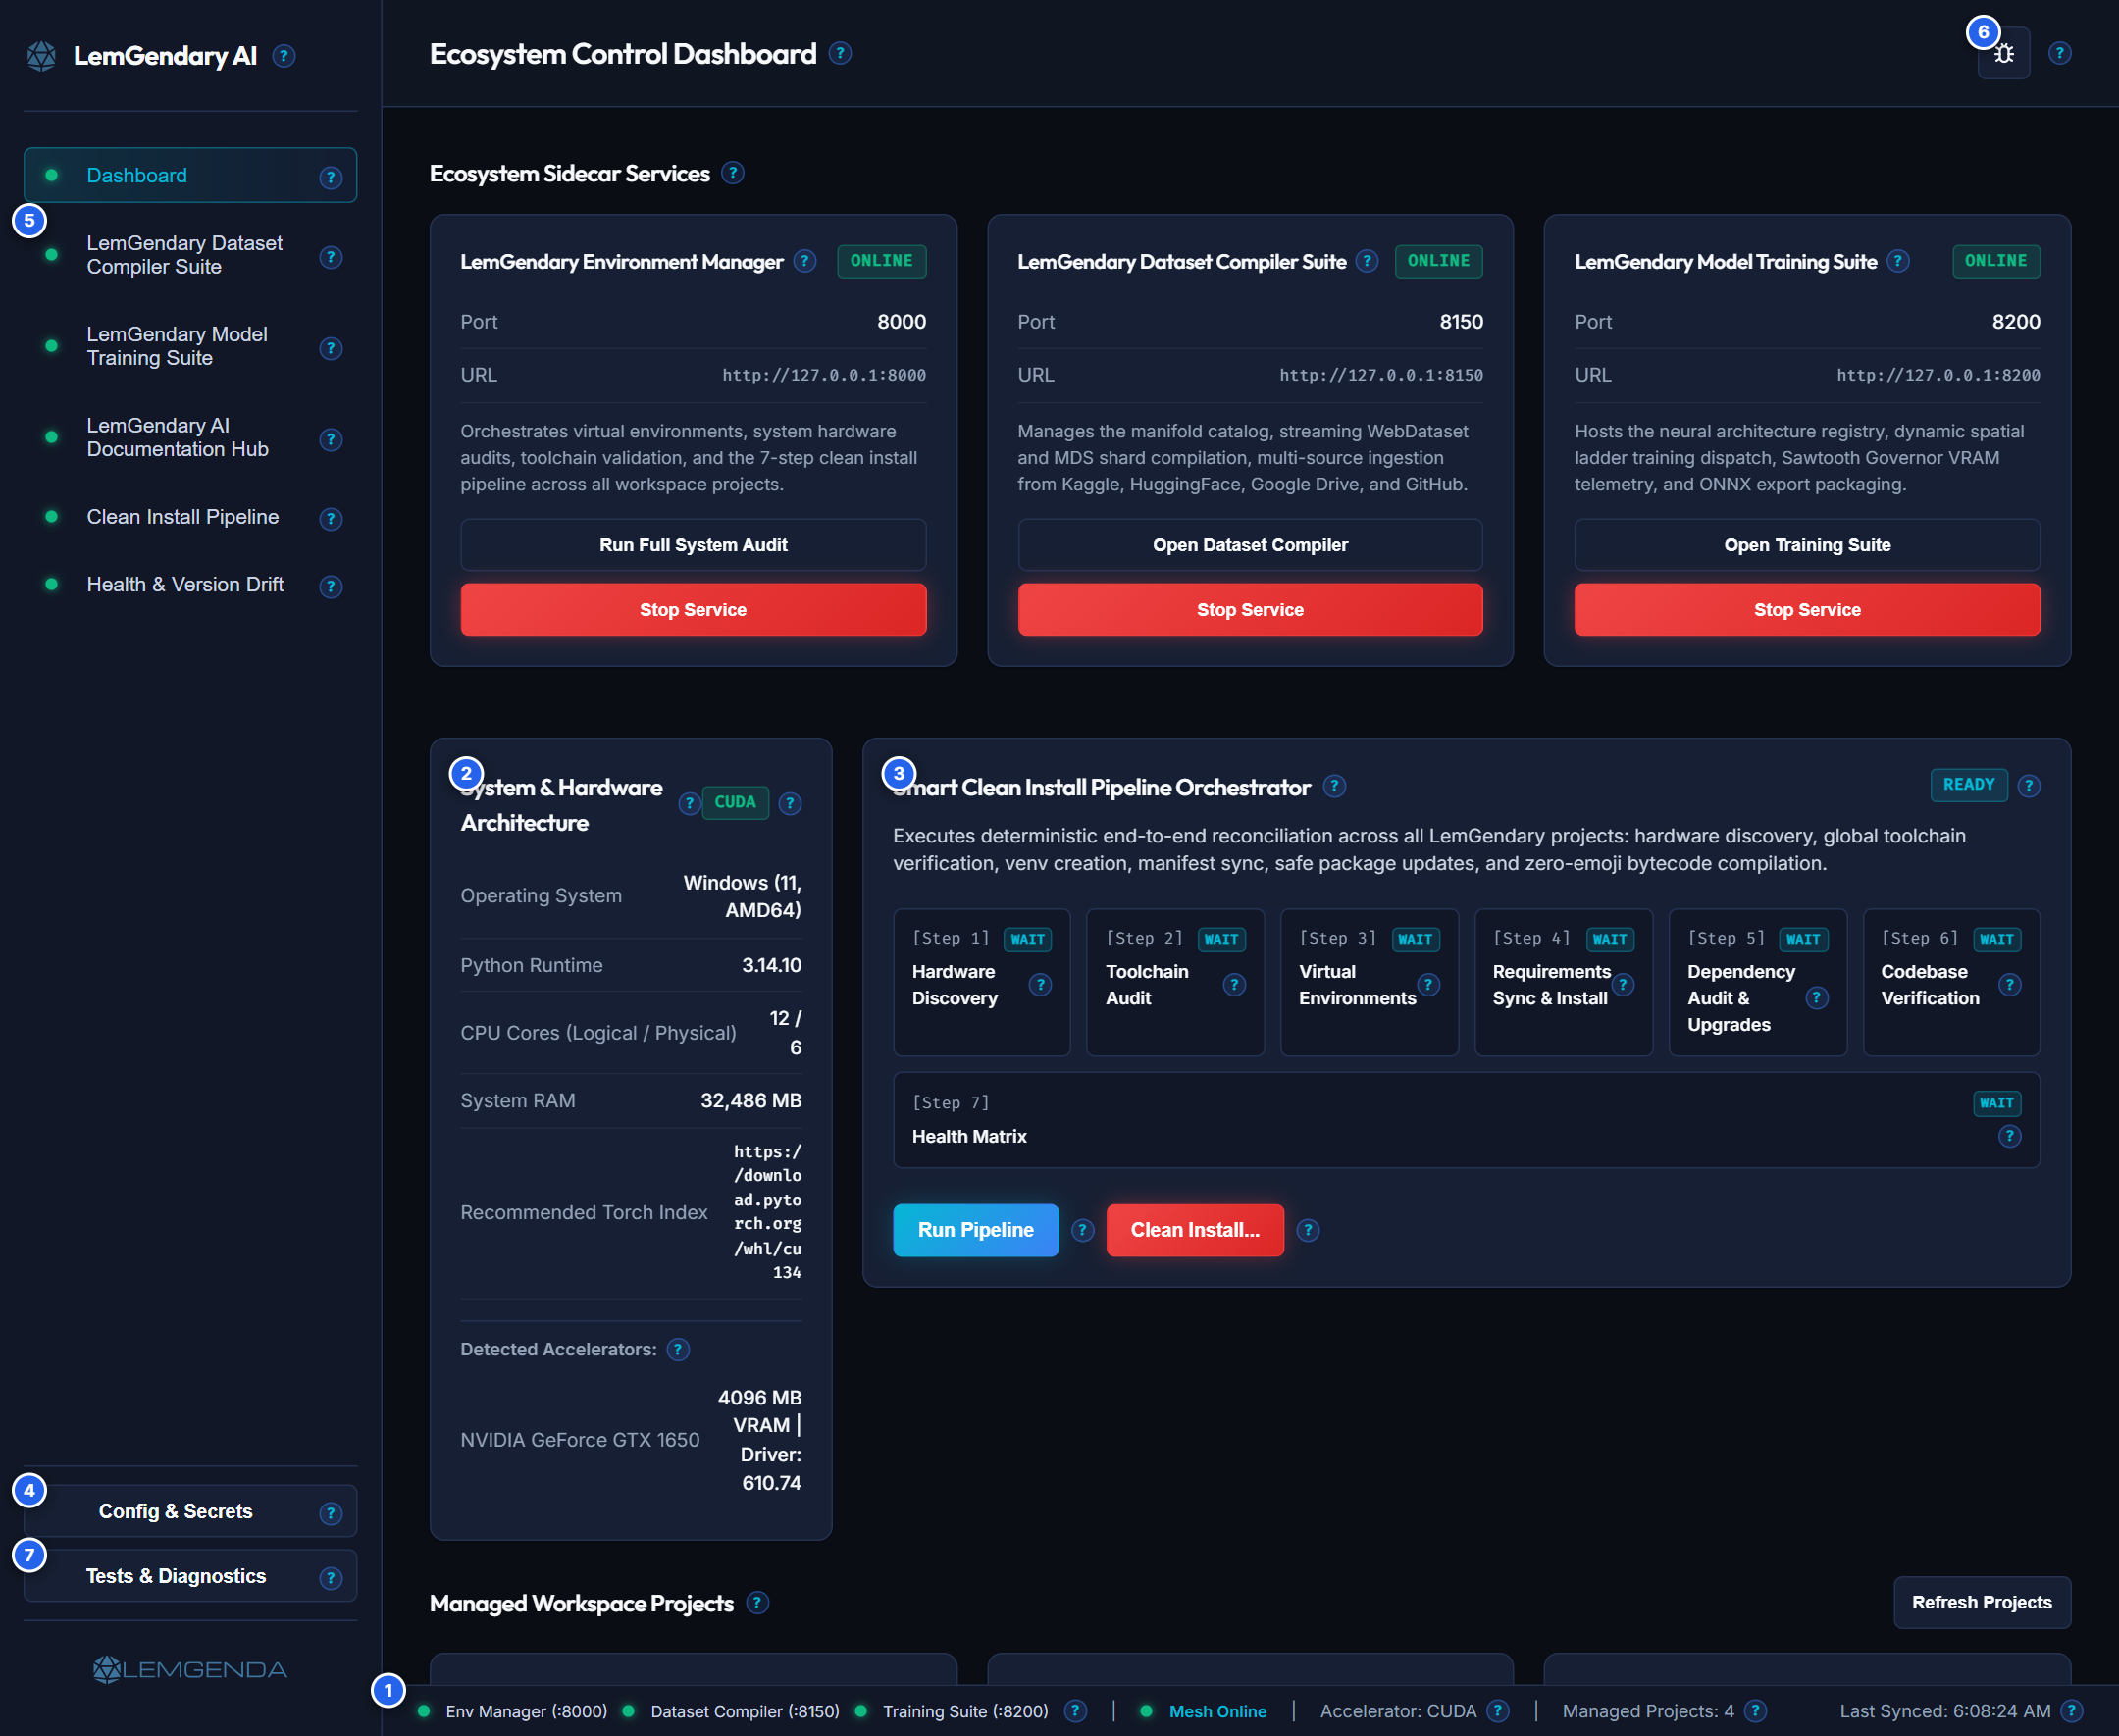 LemGendary AI ?
Dashboard ?
5
LemGendary Dataset
Compiler Suite ?
LemGendary Model
Training Suite ?
LemGendary AI
Documentation Hub ?
Clean Install Pipeline ?
Health & Version Drift ?
4
Config & Secrets ?
7
Tests & Diagnostics ?
LEMGENDA
Ecosystem Control Dashboard ?
6
?
Ecosystem Sidecar Services ?
LemGendary Environment Manager ? ONLINE
Port 8000
URL http://127.0.0.1:8000
Orchestrates virtual environments, system hardware
audits, toolchain validation, and the 7-step clean install
pipeline across all workspace projects.
Run Full System Audit
Stop Service
LemGendary Dataset Compiler Suite ? ONLINE
Port 8150
URL http://127.0.0.1:8150
Manages the manifold catalog, streaming WebDataset
and MDS shard compilation, multi-source ingestion
from Kaggle, HuggingFace, Google Drive, and GitHub.
Open Dataset Compiler
Stop Service
LemGendary Model Training Suite ? ONLINE
Port 8200
URL http://127.0.0.1:8200
Hosts the neural architecture registry, dynamic spatial
ladder training dispatch, Sawtooth Governor VRAM
telemetry, and ONNX export packaging.
Open Training Suite
Stop Service
2
System & Hardware
Architecture ? CUDA ?
Operating System Windows (11,
AMD64)
Python Runtime 3.14.10
CPU Cores (Logical / Physical) 12 /
6
System RAM 32,486 MB
Recommended Torch Index https:/
/downlo
ad.pyto
rch.org
/whl/cu
134
Detected Accelerators: ?
NVIDIA GeForce GTX 1650 4096 MB
VRAM |
Driver:
610.74
3
Smart Clean Install Pipeline Orchestrator ? READY ?
Executes deterministic end-to-end reconciliation across all LemGendary projects: hardware discovery, global toolchain
verification, venv creation, manifest sync, safe package updates, and zero-emoji bytecode compilation.
[Step 1] WAIT
Hardware
Discovery ?
[Step 2] WAIT
Toolchain
Audit ?
[Step 3] WAIT
Virtual
Environments ?
[Step 4] WAIT
Requirements
Sync & Install ?
[Step 5] WAIT
Dependency
Audit &
Upgrades ?
[Step 6] WAIT
Codebase
Verification ?
[Step 7] WAIT
Health Matrix ?
Run Pipeline ? Clean Install... ?
Managed Workspace Projects ? Refresh Projects
1
Env Manager (:8000) Dataset Compiler (:8150) Training Suite (:8200) ? | Mesh Online | Accelerator: CUDA ? | Managed Projects: 4 ? Last Synced: 6:08:24 AM ?